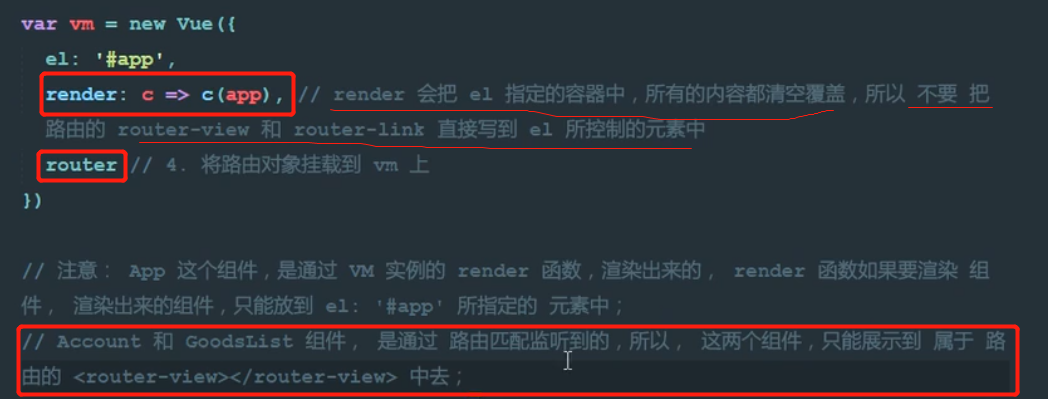 var vm = new Vue({
el: '#app',
render: c => c(app), // render 会把 el 指定的容器中，所有的内容都清空覆盖，所以 不要 把
路由的 router-view 和 router-link 直接写到 el 所控制的元素中
router // 4. 将路由对象挂载到 vm 上
})
// 注意： App 这个组件，是通过 VM 实例的 render 函数，渲染出来的， render 函数如果要渲染 组
件， 渲染出来的组件，只能放到 el: '#app' 所指定的 元素中；
// Account 和 GoodsList 组件， 是通过 路由匹配监听到的，所以， 这两个组件，只能展示到 属于 路
由的 <router-view></router-view> 中去；